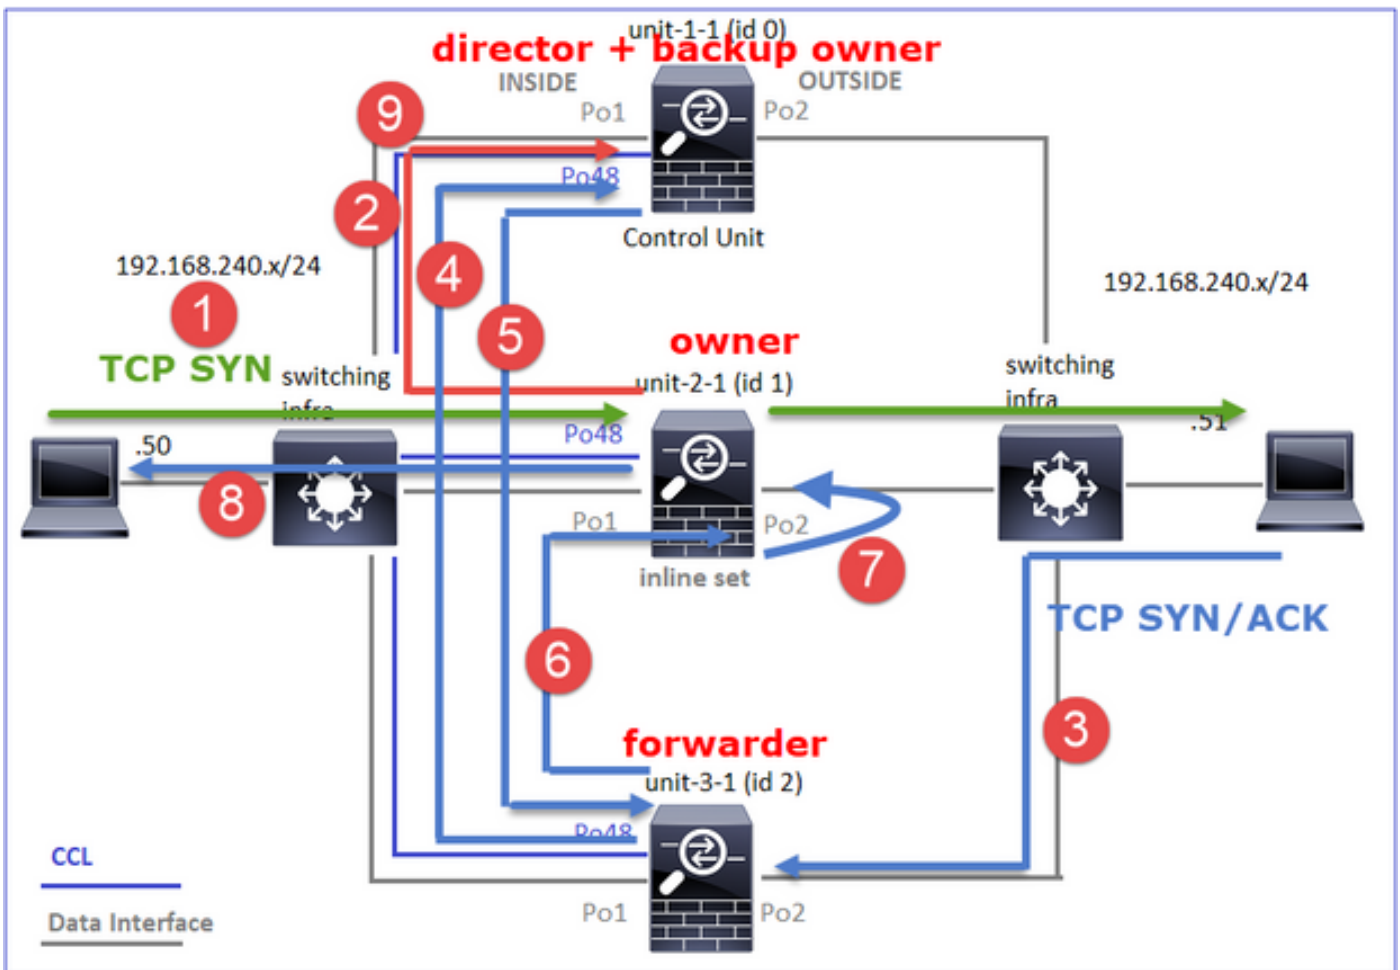 unit-1-1 (id 0)
director + backup owner
INSIDE
OUTSIDE
9
Po1
Po2
2
Po48
Control Unit
192.168.240.x/24
4
192.168.240.x/24
1
5
owner
TCP SYN
switching
infra
unit-2-1 (id 1)
switching
infra
.50
Po48
.51
8
Po1
Po2
7
inline set
TCP SYN/ACK
6
3
forwarder
unit-3-1 (id 2)
Po48
CCL
Data Interface
Po1
Po2